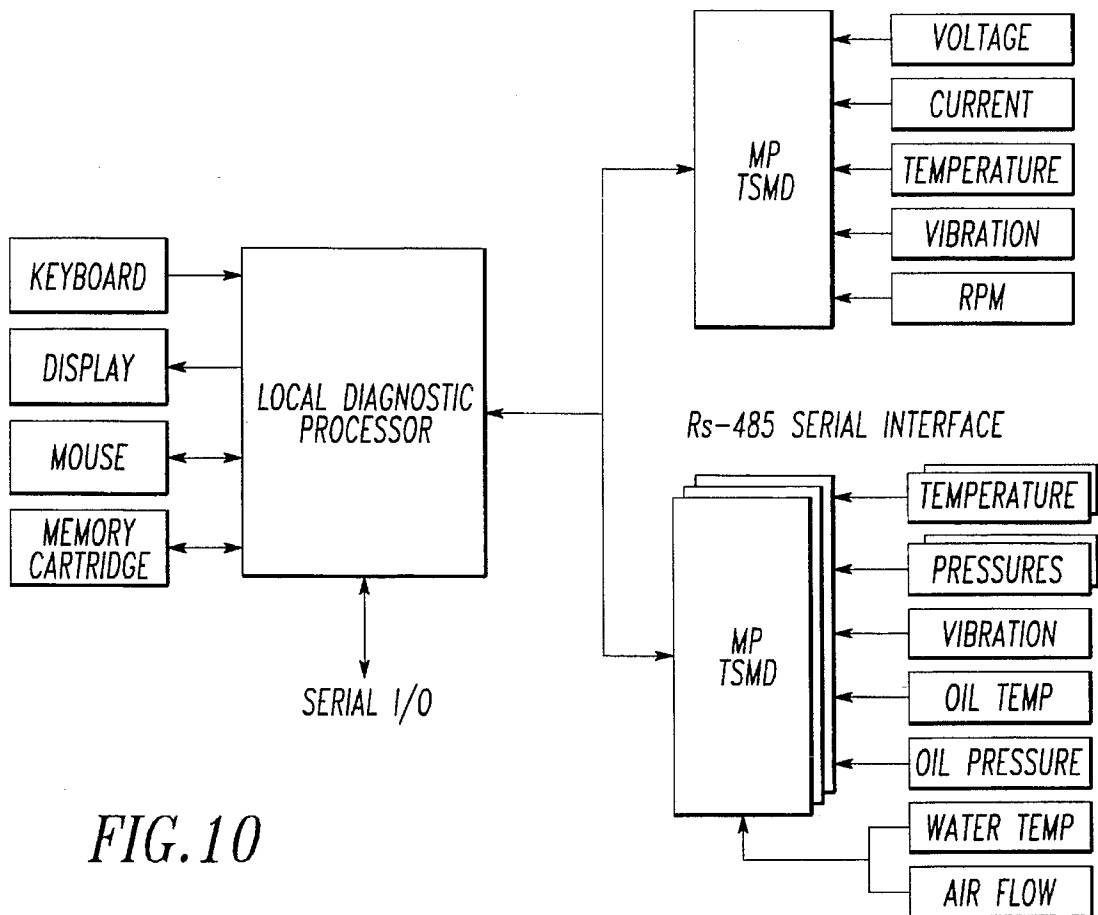 KEYBOARD
DISPLAY
MOUSE
MEMORY
CARTRIDGE
LOCAL DIAGNOSTIC
PROCESSOR
SERIAL I/O
MP
TSMD
VOLTAGE
CURRENT
TEMPERATURE
VIBRATION
RPM
Rs-485 SERIAL INTERFACE
MP
TSMD
TEMPERATURE
PRESSURES
VIBRATION
OIL TEMP
OIL PRESSURE
WATER TEMP
AIR FLOW
FIG.10